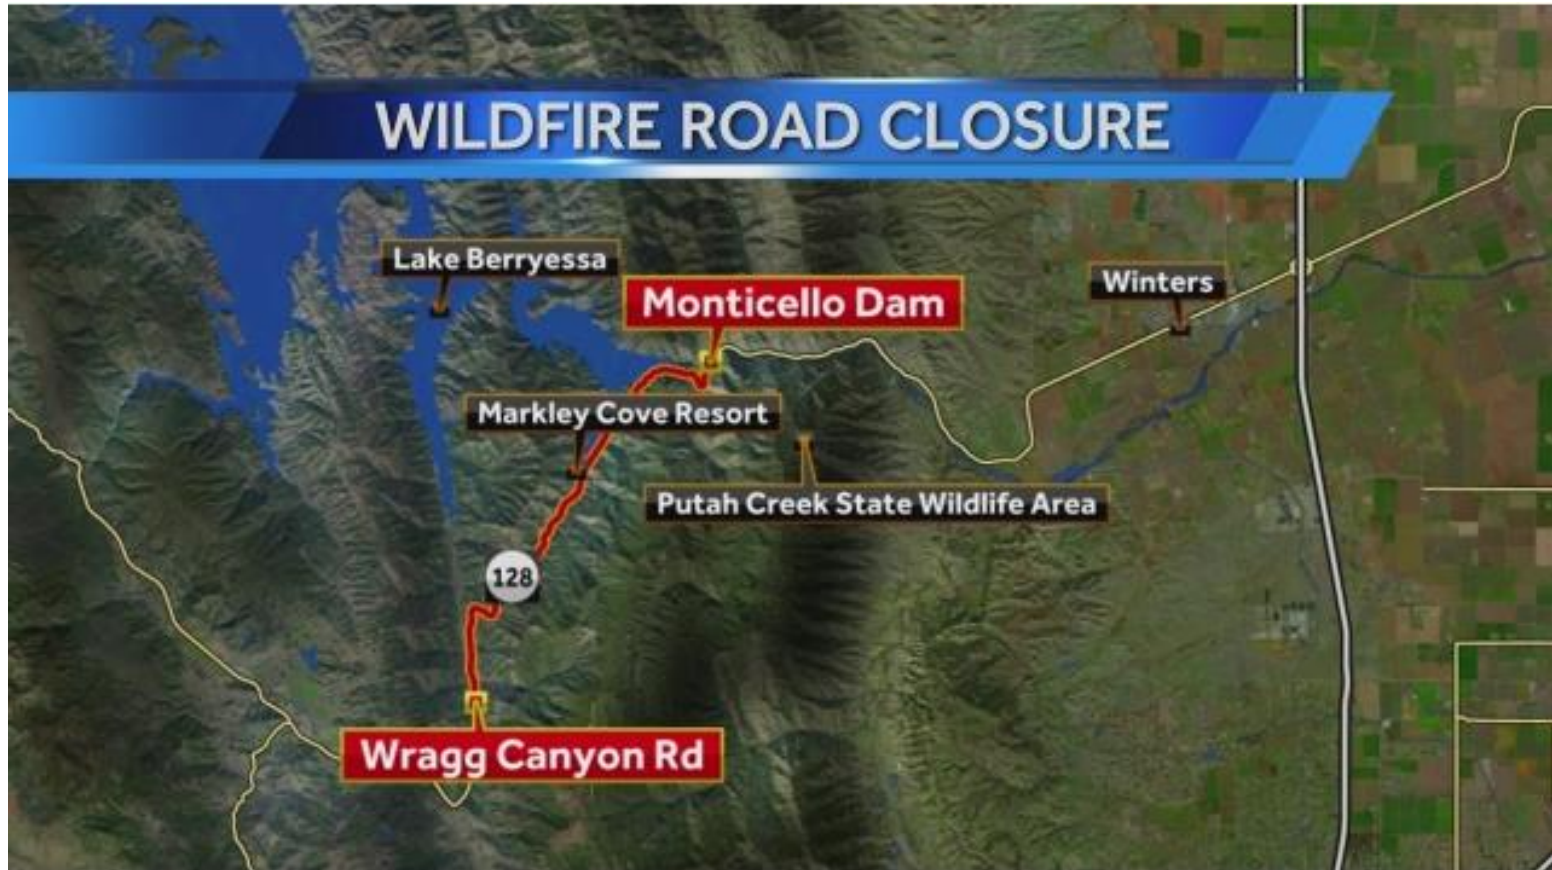 WILDFIRE ROAD CLOSURE
Lake Berryessa
Monticello Dam
Winters
Markley Cove Resort
Putah Creek State Wildlife Area
128
Wragg Canyon Rd